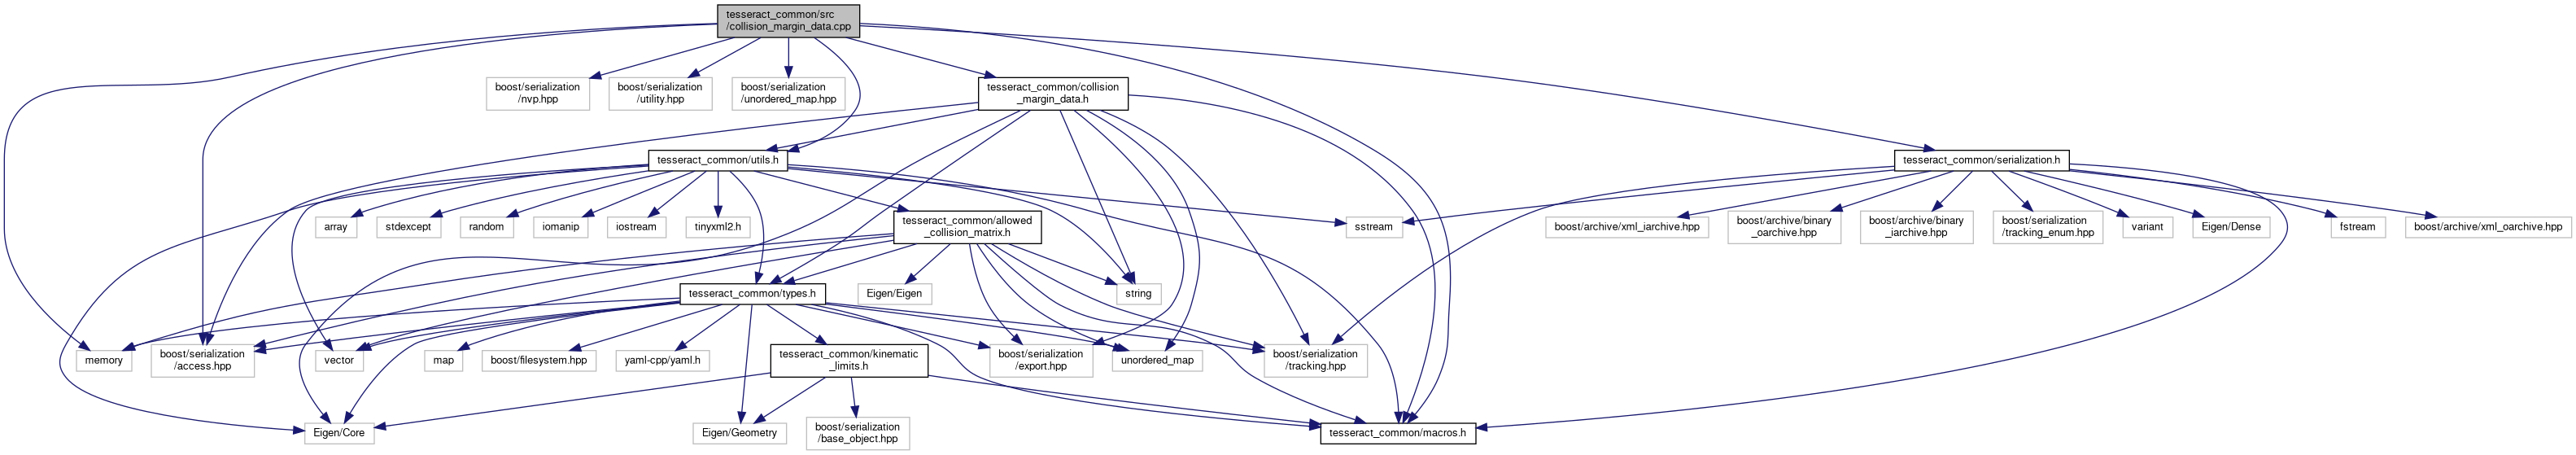 tesseract_common/src
/collision_margin_data.cpp
boost/serialization
/nvp.hpp
boost/serialization
/utility.hpp
boost/serialization
/unordered_map.hpp
tesseract_common/collision
_margin_data.h
tesseract_common/utils.h
tesseract_common/serialization.h
array
stdexcept
random
iomanip
iostream
tinyxml2.h
tesseract_common/allowed
_collision_matrix.h
sstream
boost/archive/xml_iarchive.hpp
boost/archive/binary
_oarchive.hpp
boost/archive/binary
_iarchive.hpp
boost/serialization
/tracking_enum.hpp
variant
Eigen/Dense
fstream
boost/archive/xml_oarchive.hpp
tesseract_common/types.h
Eigen/Eigen
string
memory
boost/serialization
/access.hpp
vector
map
boost/filesystem.hpp
yaml-cpp/yaml.h
tesseract_common/kinematic
_limits.h
boost/serialization
/export.hpp
unordered_map
boost/serialization
/tracking.hpp
Eigen/Core
Eigen/Geometry
boost/serialization
/base_object.hpp
tesseract_common/macros.h